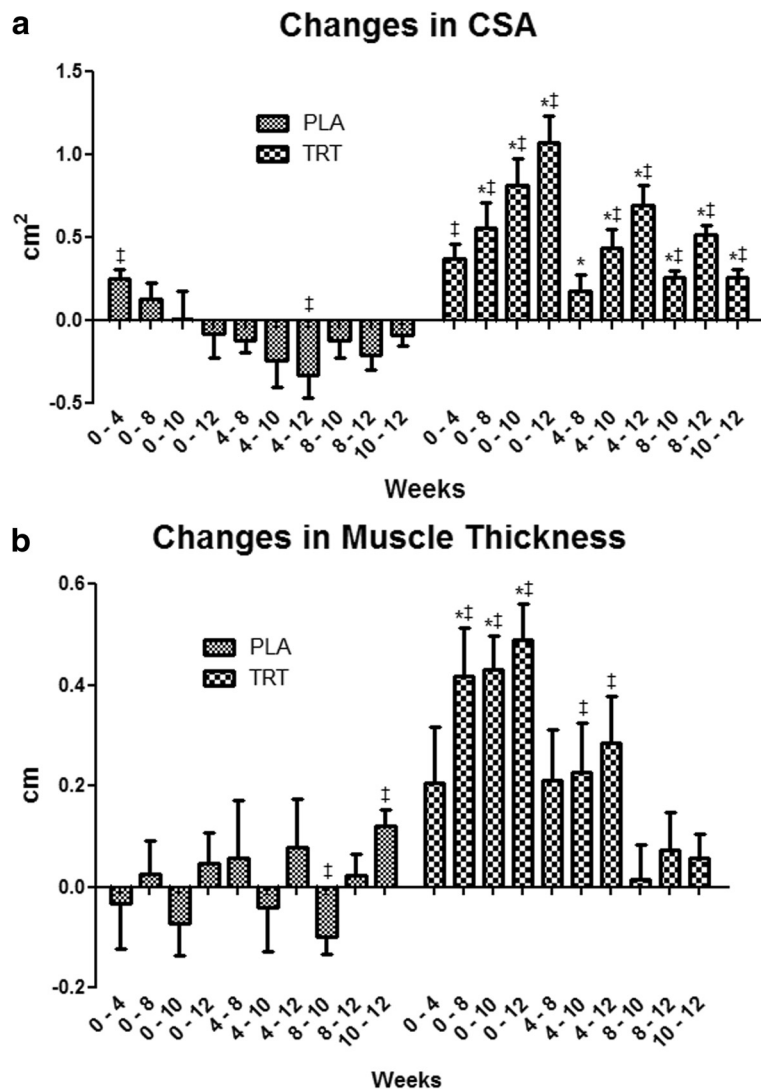 a
Changes in CSA
1.5
1.0
0.5
0.0
-0.5
cm²
PLA
TRT
‡
‡
‡
*‡
*‡
*‡
*
*‡
*‡
*‡
*‡
*‡
0 - 4
0 - 8
0 - 10
0 - 12
4 - 8
4 - 10
4 - 12
8 - 10
8 - 12
10 - 12
0 - 4
0 - 8
0 - 10
0 - 12
4 - 8
4 - 10
4 - 12
8 - 10
8 - 12
10 - 12
Weeks
b
Changes in Muscle Thickness
0.6
0.4
0.2
0.0
-0.2
cm
PLA
TRT
‡
‡
*‡
*‡
*‡
‡
‡
0 - 4
0 - 8
0 - 10
0 - 12
4 - 8
4 - 10
4 - 12
8 - 10
8 - 12
10 - 12
0 - 4
0 - 8
0 - 10
0 - 12
4 - 8
4 - 10
4 - 12
8 - 10
8 - 12
10 - 12
Weeks